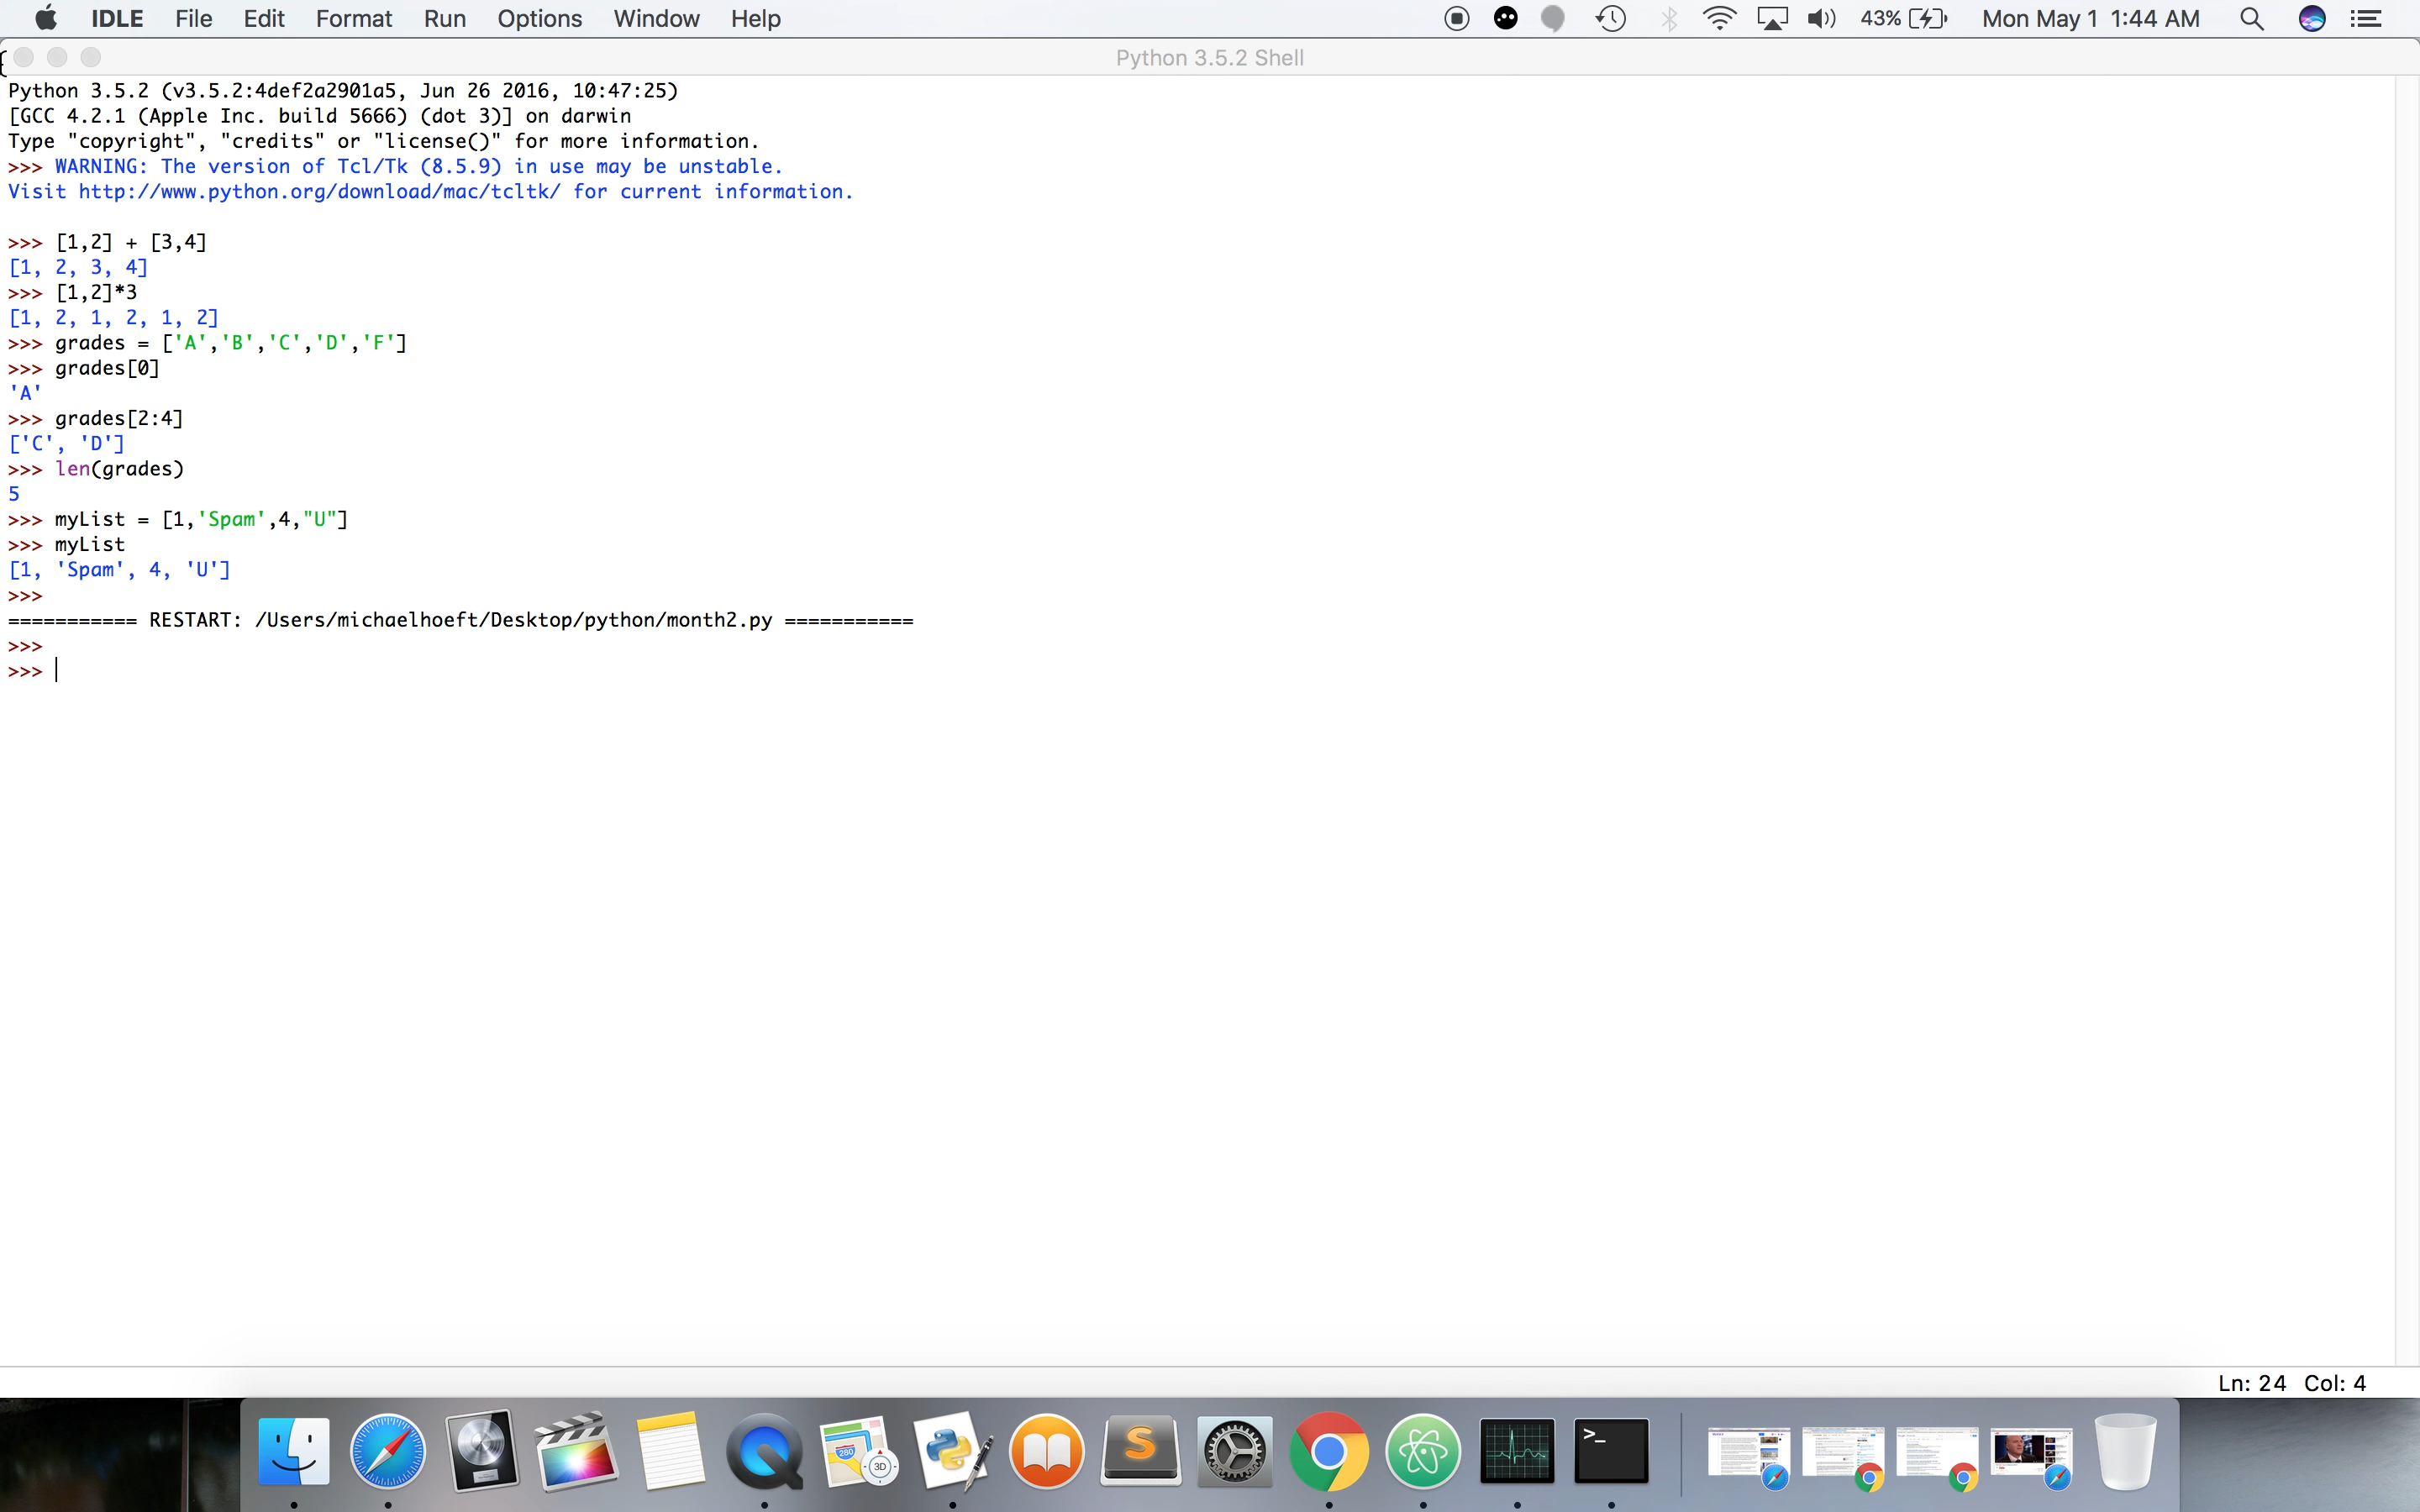 IDLE File Edit Format Run Options Window Help 43% Mon May 1 1:44 AM
Python 3.5.2 Shell
Python 3.5.2 (v3.5.2:4def2a2901a5, Jun 26 2016, 10:47:25)
[GCC 4.2.1 (Apple Inc. build 5666) (dot 3)] on darwin
Type "copyright", "credits" or "license()" for more information.
>>> WARNING: The version of Tcl/Tk (8.5.9) in use may be unstable.
Visit http://www.python.org/download/mac/tcltk/ for current information.
>>> [1,2] + [3,4]
[1, 2, 3, 4]
>>> [1,2]*3
[1, 2, 1, 2, 1, 2]
>>> grades = ['A','B','C','D','F']
>>> grades[0]
'A'
>>> grades[2:4]
['C', 'D']
>>> len(grades)
5
>>> myList = [1,'Spam',4,"U"]
>>> myList
[1, 'Spam', 4, 'U']
>>>
=========== RESTART: /Users/michaelhoeft/Desktop/python/month2.py ===========
>>>
>>>
Ln: 24 Col: 4
280
3D
S
>_